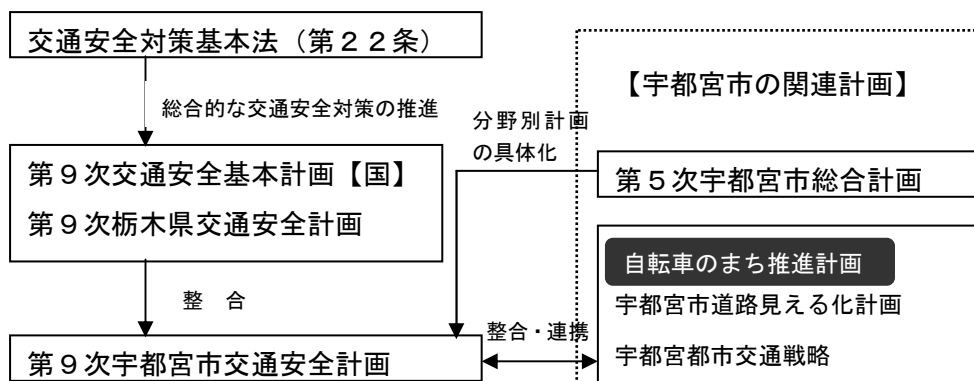 交通安全対策基本法（第２２条）
総合的な交通安全対策の推進
第９次交通安全基本計画【国】
第９次栃木県交通安全計画
整　合
第９次宇都宮市交通安全計画
分野別計画
の具体化
整合・連携
【宇都宮市の関連計画】
第５次宇都宮市総合計画
自転車のまち推進計画
宇都宮市道路見える化計画
宇都宮都市交通戦略